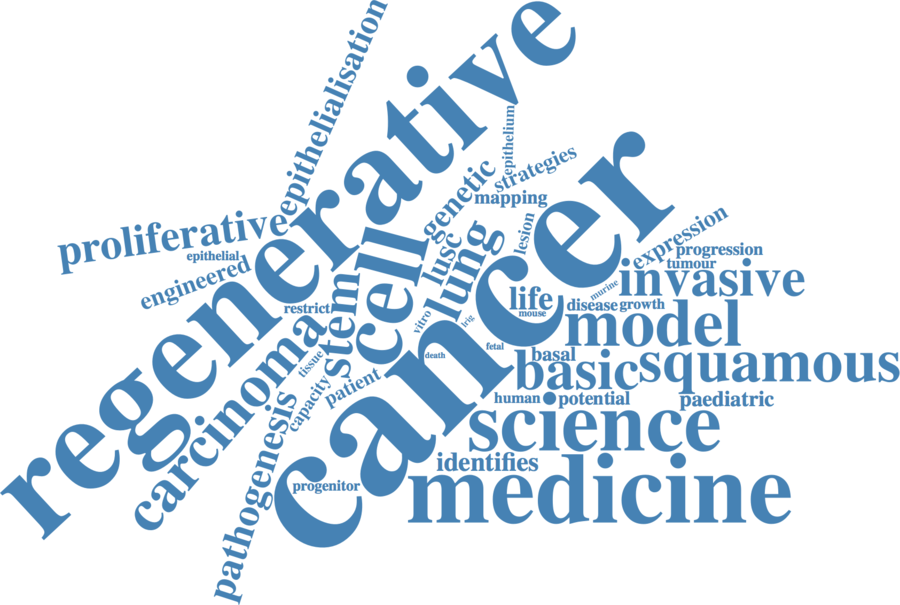 epithelialisation
regenerative
epithelium
strategies
genetic
mapping
proliferative
epithelial
engineered
restrict
cell
lusc
lung
lesion
cancer
expression
progression
tumour
invasive
murine
life
mouse
disease
growth
model
stem
vitro
lrig
fetal
death
basal
basic
squamous
carcinoma
tissue
capacity
patient
human
potential
paediatric
science
pathogenesis
identifies
progenitor
medicine